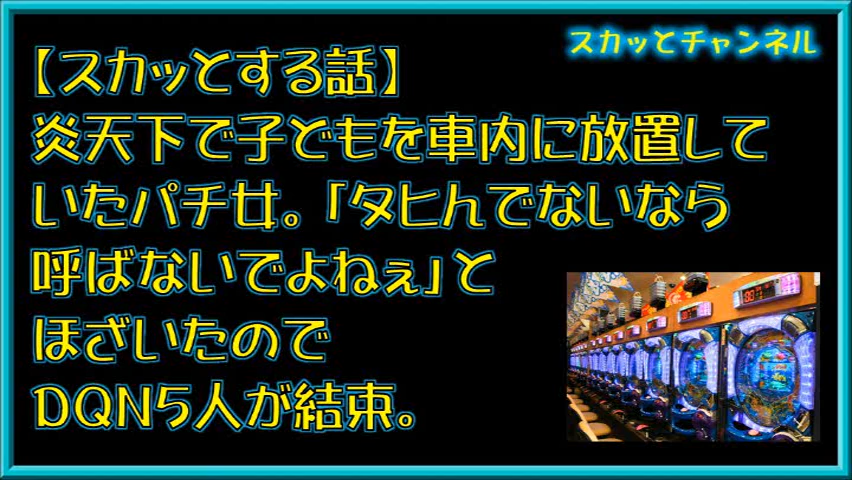 スカッとチャンネル
【スカッとする話】
炎天下で子どもを車内に放置して
いたパチ廿。「タヒんでないなら
呼ばないでよねぇ」と
ほざいたので
DQN5人が結束。